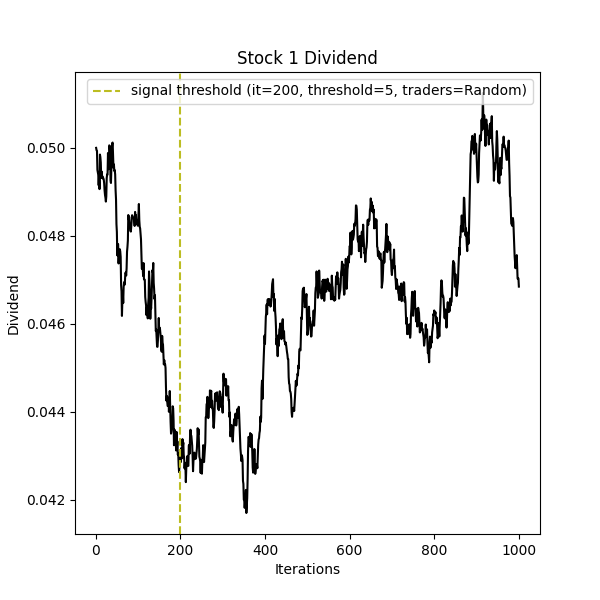 Stock 1 Dividend
signal threshold (it=200, threshold=5, traders=Random)
0.050
0.048
0.046
0.044
0.042
Dividend
0 200 400 600 800 1000
Iterations